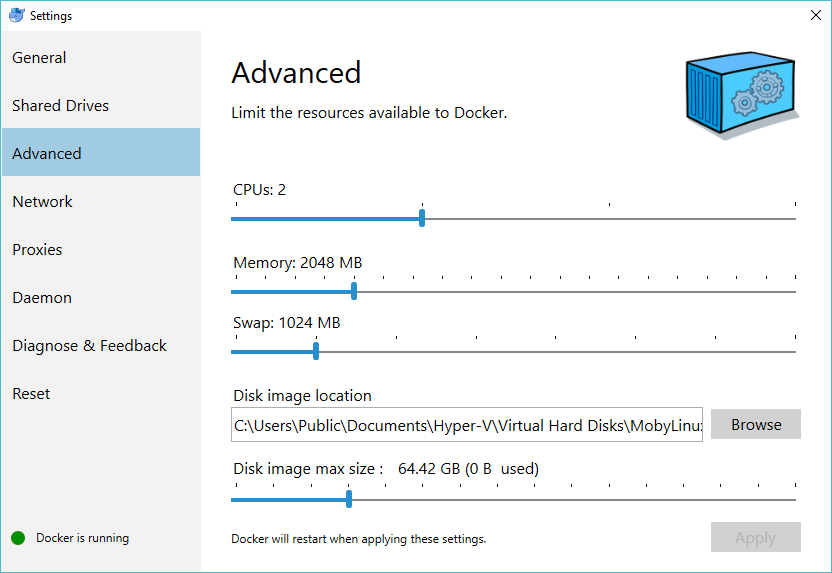 Settings
General
Shared Drives
Advanced
Network
Proxies
Daemon
Diagnose & Feedback
Reset
Docker is running
Advanced
Limit the resources available to Docker.
CPUs: 2
Memory: 2048 MB
Swap: 1024 MB
Disk image location
C:\Users\Public\Documents\Hyper-V\Virtual Hard Disks\MobyLinux
Browse
Disk image max size : 64.42 GB (0 B used)
Docker will restart when applying these settings.
Apply